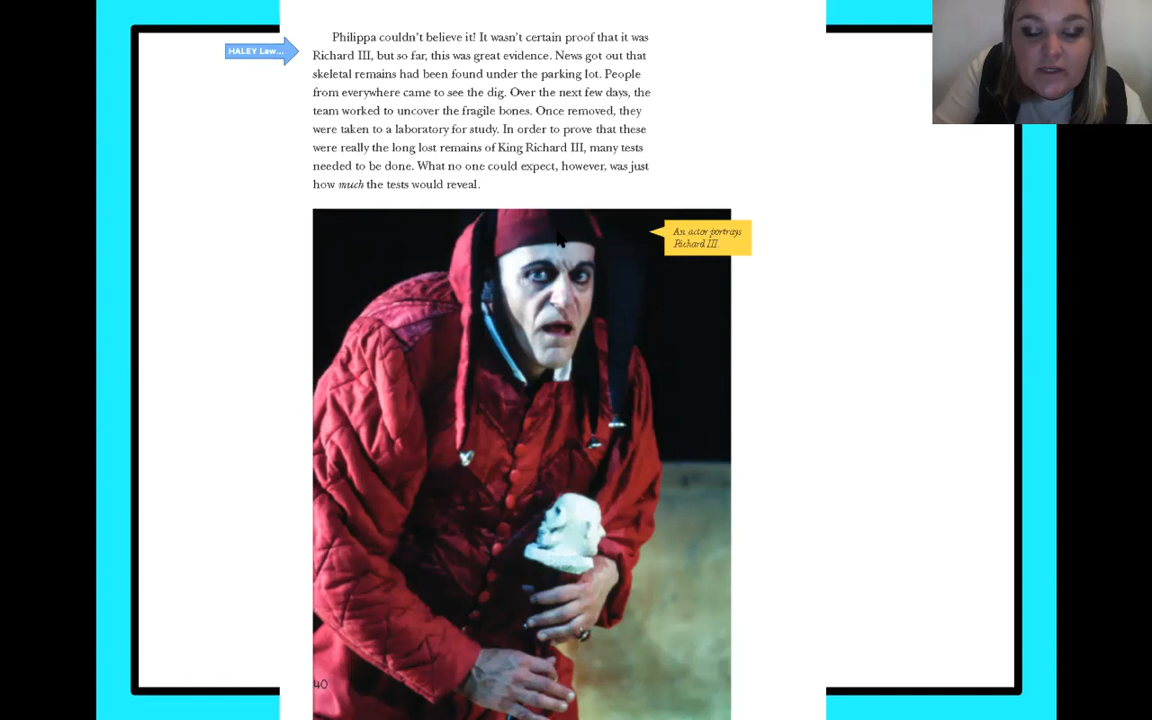 Philippa couldn't believe it! It wasn't certain proof that it was
HALEY Law...
Richard III, but so far, this was great evidence. News got out that
skeletal remains had been found under the parking lot. People
from everywhere came to see the dig. Over the next few days, the
team worked to uncover the fragile bones. Once removed, they
were taken to a laboratory for study. In order to prove that these
were really the long lost remains of King Richard III, many tests
needed to be done. What no one could expect, however, was just
how much the tests would reveal.
An actor portrays
Richard III.
40